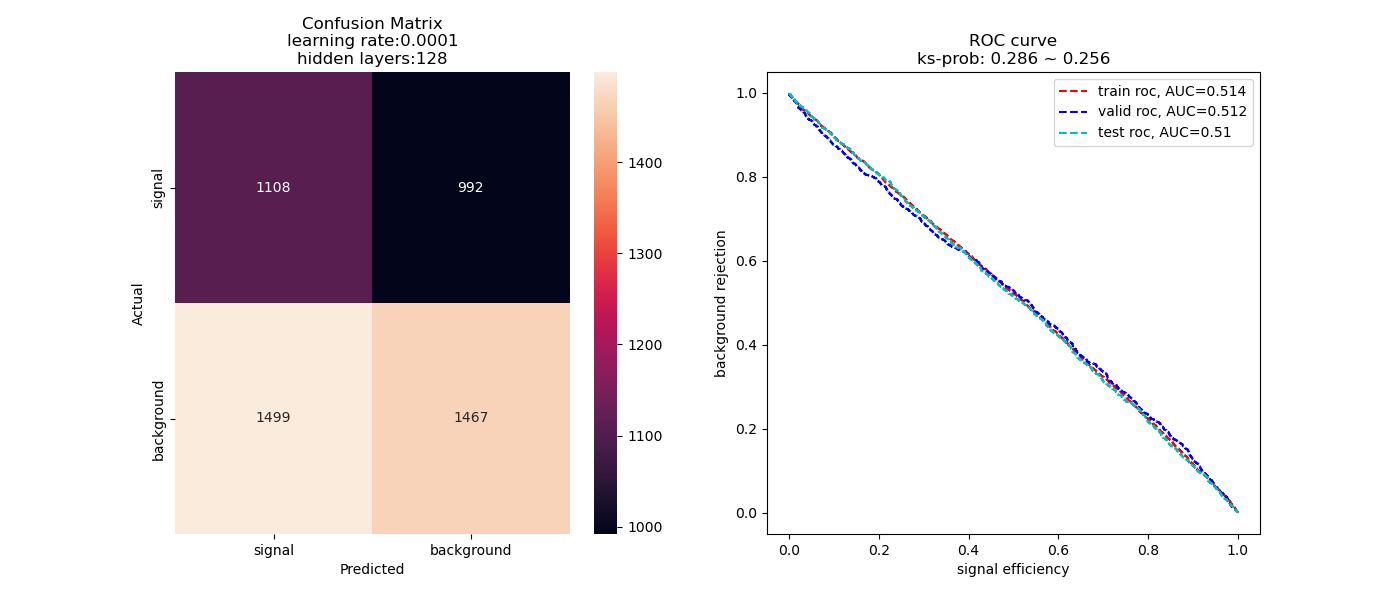 Confusion Matrix
learning rate:0.0001
hidden layers:128
signal
background
Actual
1108
992
1499
1467
signal
background
Predicted
1400
1300
1200
1100
1000
ROC curve
ks-prob: 0.286 ~ 0.256
train roc, AUC=0.514
valid roc, AUC=0.512
test roc, AUC=0.51
background rejection
1.0
0.8
0.6
0.4
0.2
0.0
0.0
0.2
0.4
0.6
0.8
1.0
signal efficiency